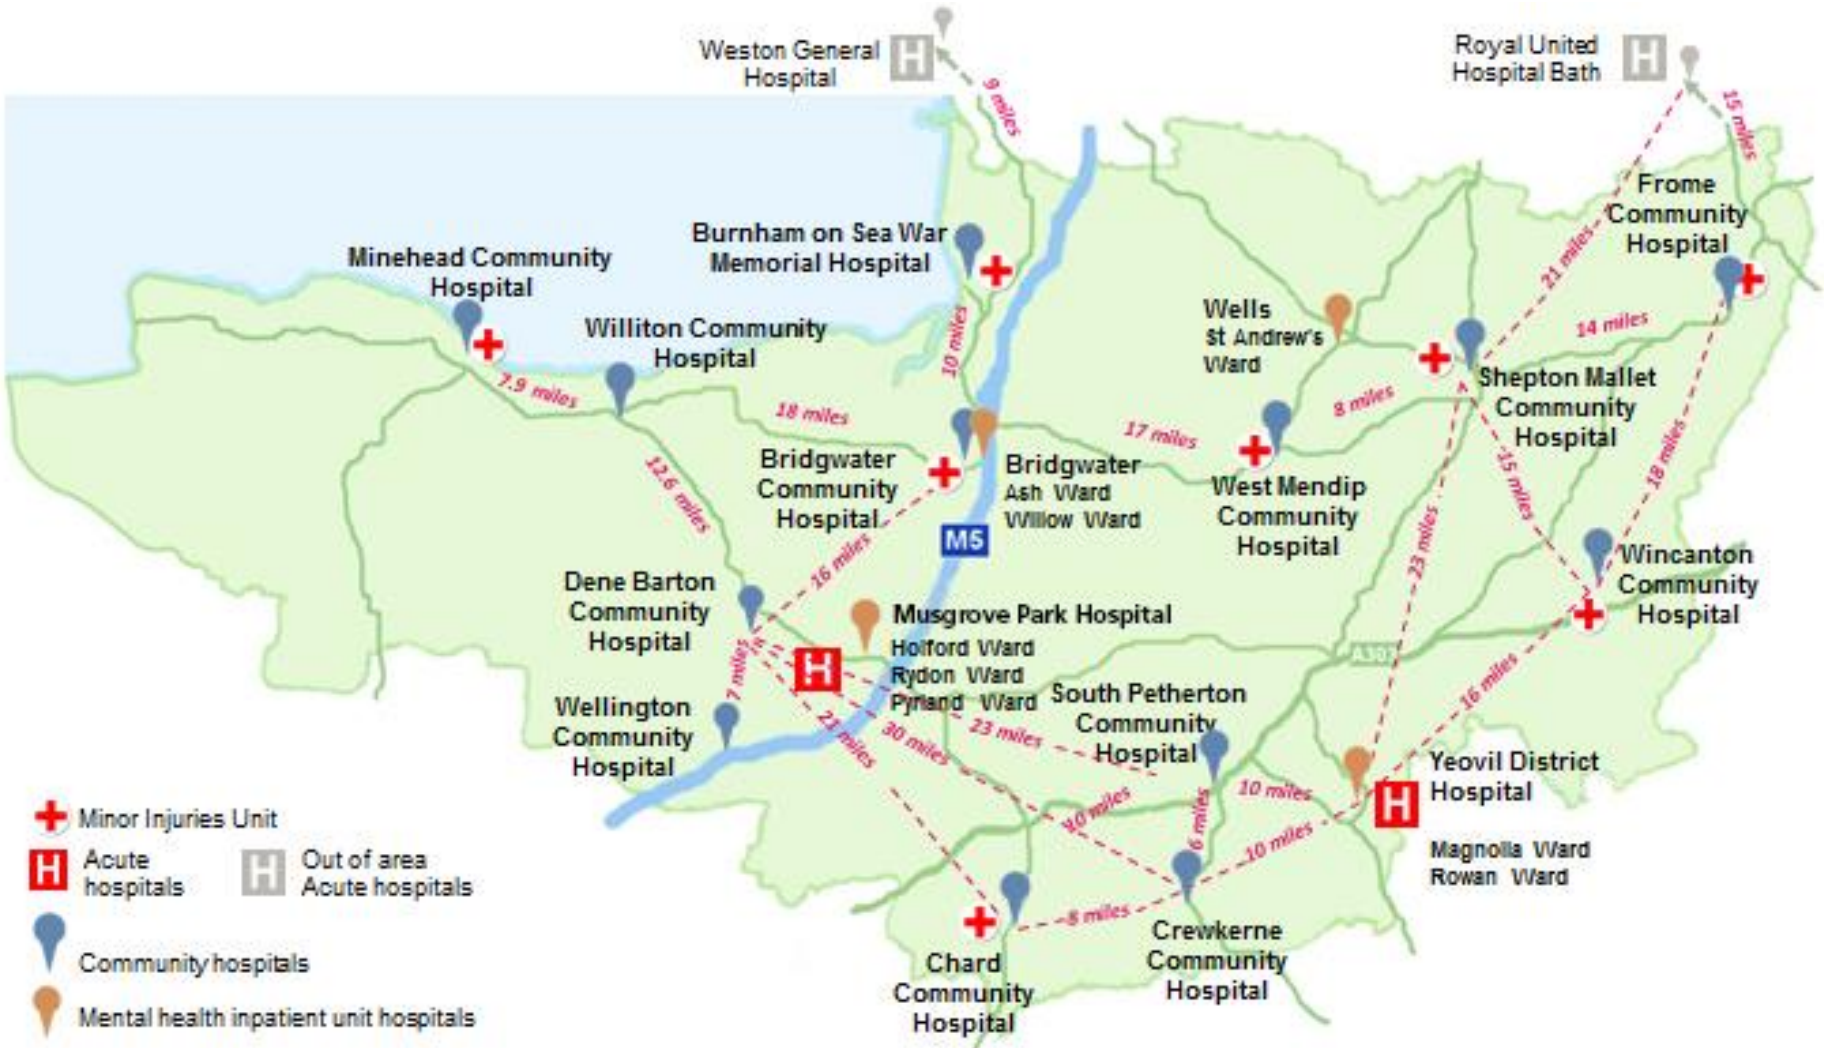 Weston General
Hospital
H
9 miles
Royal United
Hospital Bath
H
15 miles
Frome
Community
Hospital
21 miles
Burnham on Sea War
Memorial Hospital
Minehead Community
Hospital
Williton Community
Hospital
Wells
St Andrew's
Ward
14 miles
10 miles
7.9 miles
18 miles
8 miles
Shepton Mallet
Community
Hospital
17 miles
18 miles
12.6 miles
Bridgwater
Community
Hospital
Bridgwater
Ash Ward
Willow Ward
West Mendip
Community
Hospital
15 miles
M5
23 miles
16 miles
Wincanton
Community
Hospital
Dene Barton
Community
Hospital
Musgrove Park Hospital
Holford Ward
Rydon Ward
Pyrland Ward
H
7 miles
A303
Wellington
Community
Hospital
South Petherton
Community
Hospital
16 miles
21 miles
30 miles
23 miles
10 miles
Yeovil District
Hospital
H
Magnolia Ward
Rowan Ward
10 miles
6 miles
10 miles
8 miles
Chard
Community
Hospital
Crewkerne
Community
Hospital
Minor Injuries Unit
H
Acute
hospitals
H
Out of area
Acute hospitals
Community hospitals
Mental health inpatient unit hospitals